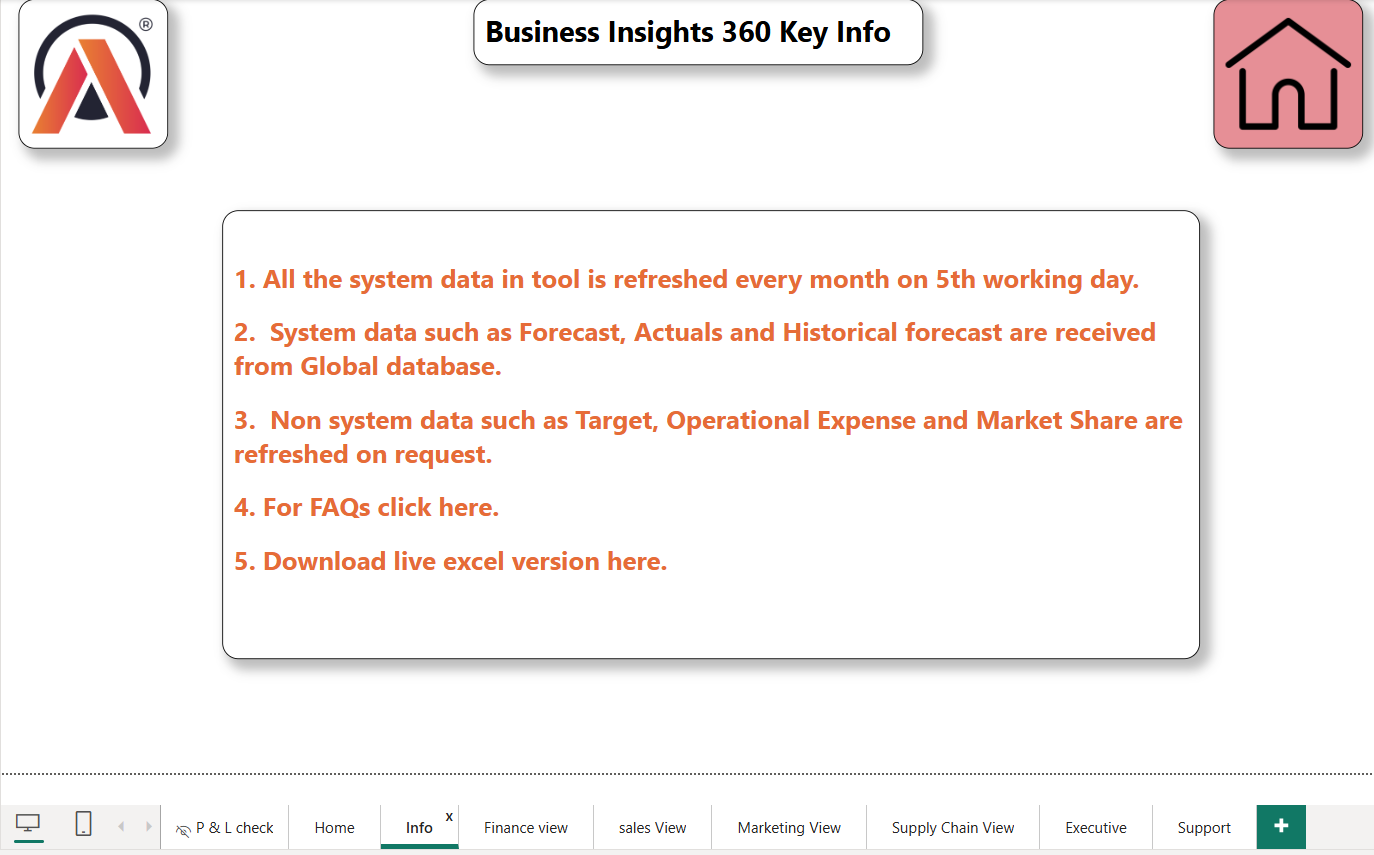 ®
Business Insights 360 Key Info
1. All the system data in tool is refreshed every month on 5th working day.
2.  System data such as Forecast, Actuals and Historical forecast are received
from Global database.
3.  Non system data such as Target, Operational Expense and Market Share are
refreshed on request.
4. For FAQs click here.
5. Download live excel version here.
P & L check
Home
Info
x
Finance view
sales View
Marketing View
Supply Chain View
Executive
Support
+